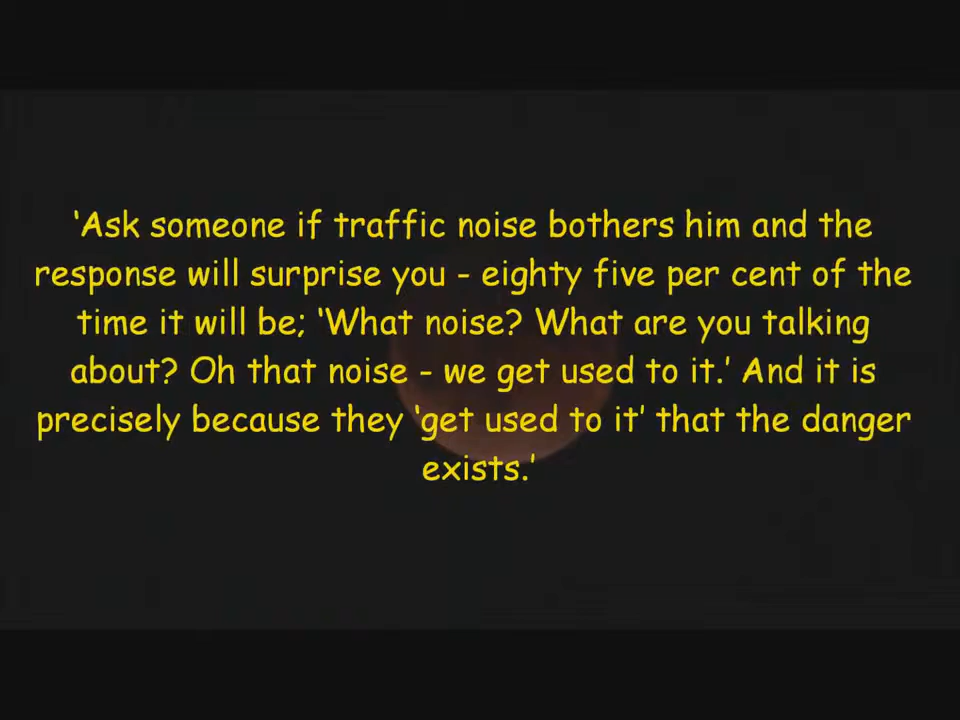 ‘Ask someone if traffic noise bothers him and the
response will surprise you - eighty five per cent of the
time it will be; ‘What noise? What are you talking
about? Oh that noise - we get used to it.’ And it is
precisely because they ‘get used to it’ that the danger
exists.’